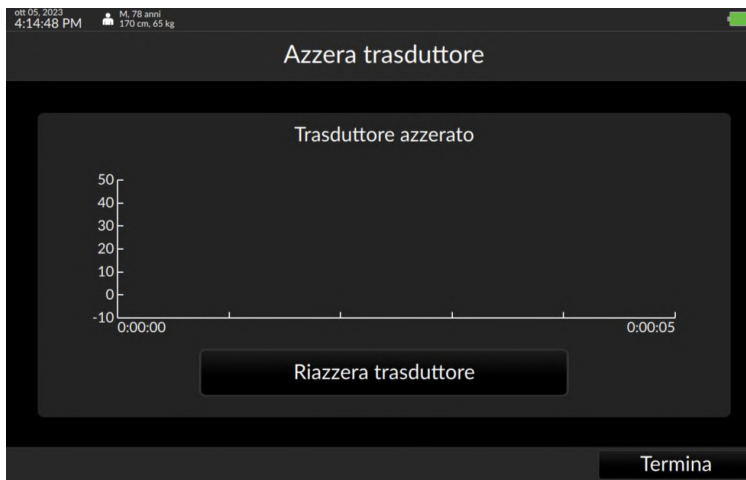 ott 05, 2023
4:14:48 PM
M, 78 anni
170 cm, 65 kg
Azzera trasduttore
Trasduttore azzerato
50
40
30
20
10
0
-10
0:00:00
0:00:05
Riazzera trasduttore
Termina